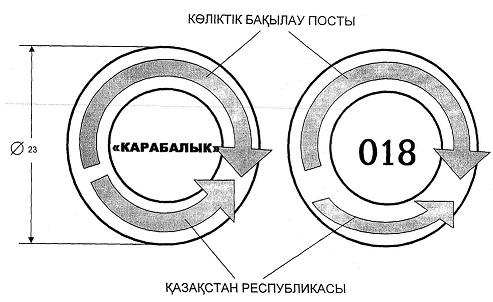 КӨЛІКТІК БАҚЫЛАУ ПОСТЫ
Ø 23
«КАРАБАЛЫК»
018
ҚАЗАҚСТАН РЕСПУБЛИКАСЫ